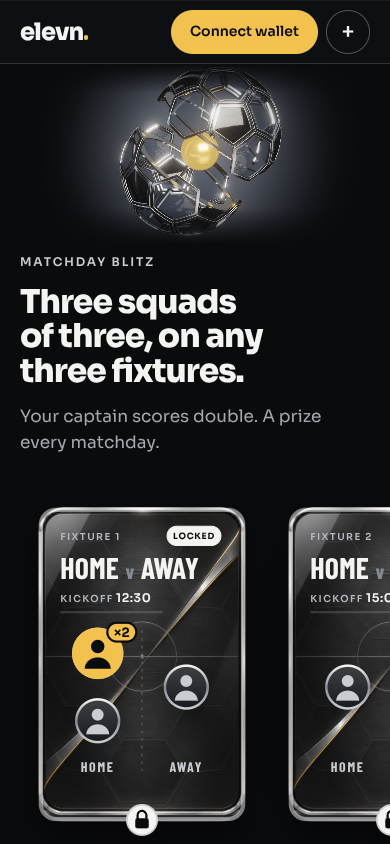 elevn.
Connect wallet
+
MATCHDAY BLITZ
Three squads
of three, on any
three fixtures.
Your captain scores double. A prize
every matchday.
FIXTURE 1
LOCKED
HOME v AWAY
KICKOFF 12:30
×2
HOME
AWAY
FIXTURE 2
HOME v
KICKOFF
HOME